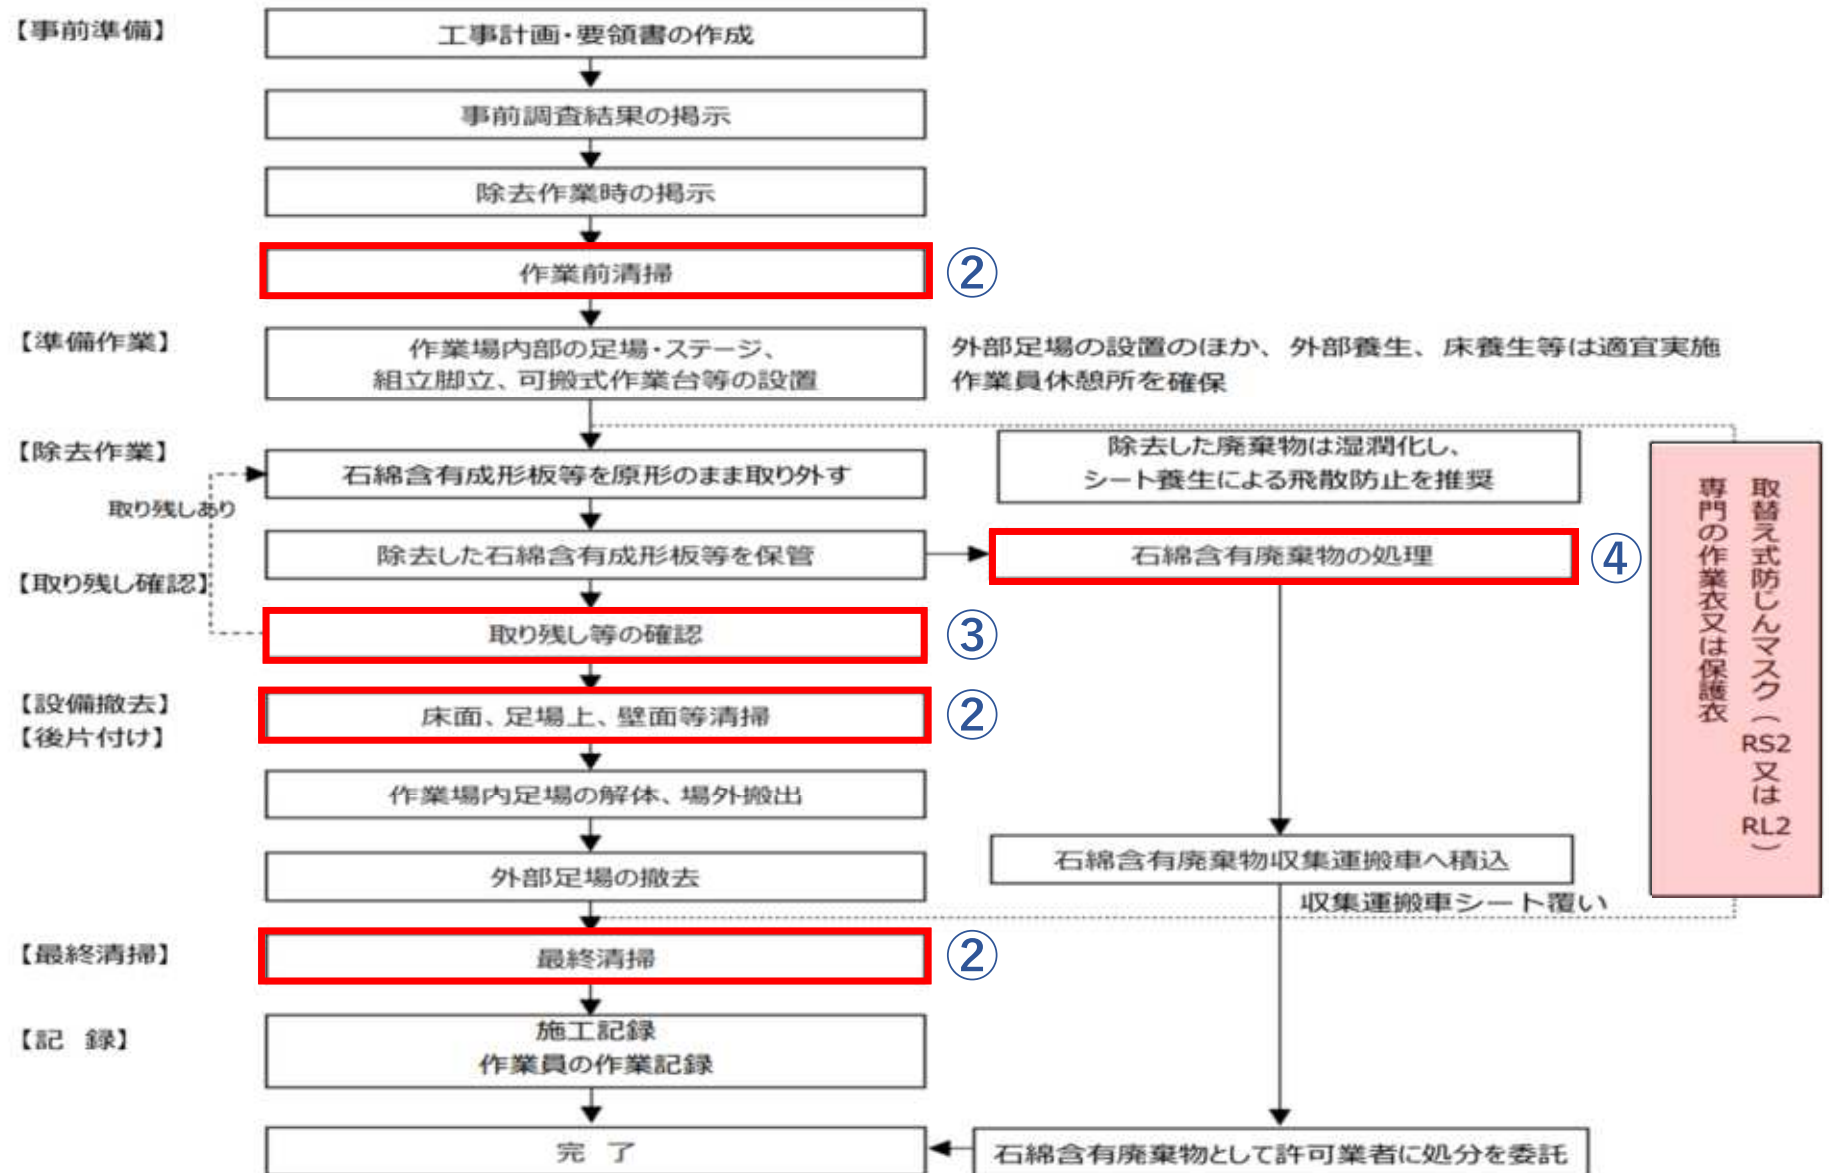 【事前準備】
工事計画・要領書の作成
事前調査結果の掲示
除去作業時の掲示
作業前清掃
②
【準備作業】
作業場内部の足場・ステージ、
組立脚立、可搬式作業台等の設置
外部足場の設置のほか、外部養生、床養生等は適宜実施
作業員休憩所を確保
【除去作業】
石綿含有成形板等を原形のまま取り外す
除去した廃棄物は湿潤化し、
シート養生による飛散防止を推奨
取り残しあり
除去した石綿含有成形板等を保管
石綿含有廃棄物の処理
④
【取り残し確認】
取り残し等の確認
③
【設備撤去】
【後片付け】
床面、足場上、壁面等清掃
②
作業場内足場の解体、場外搬出
外部足場の撤去
石綿含有廃棄物収集運搬車へ積込
収集運搬車シート覆い
取替え式防じんマスク(RS2又はRL2)
専門の作業衣又は保護衣
【最終清掃】
最終清掃
②
【記　録】
施工記録
作業員の作業記録
完　了
石綿含有廃棄物として許可業者に処分を委託